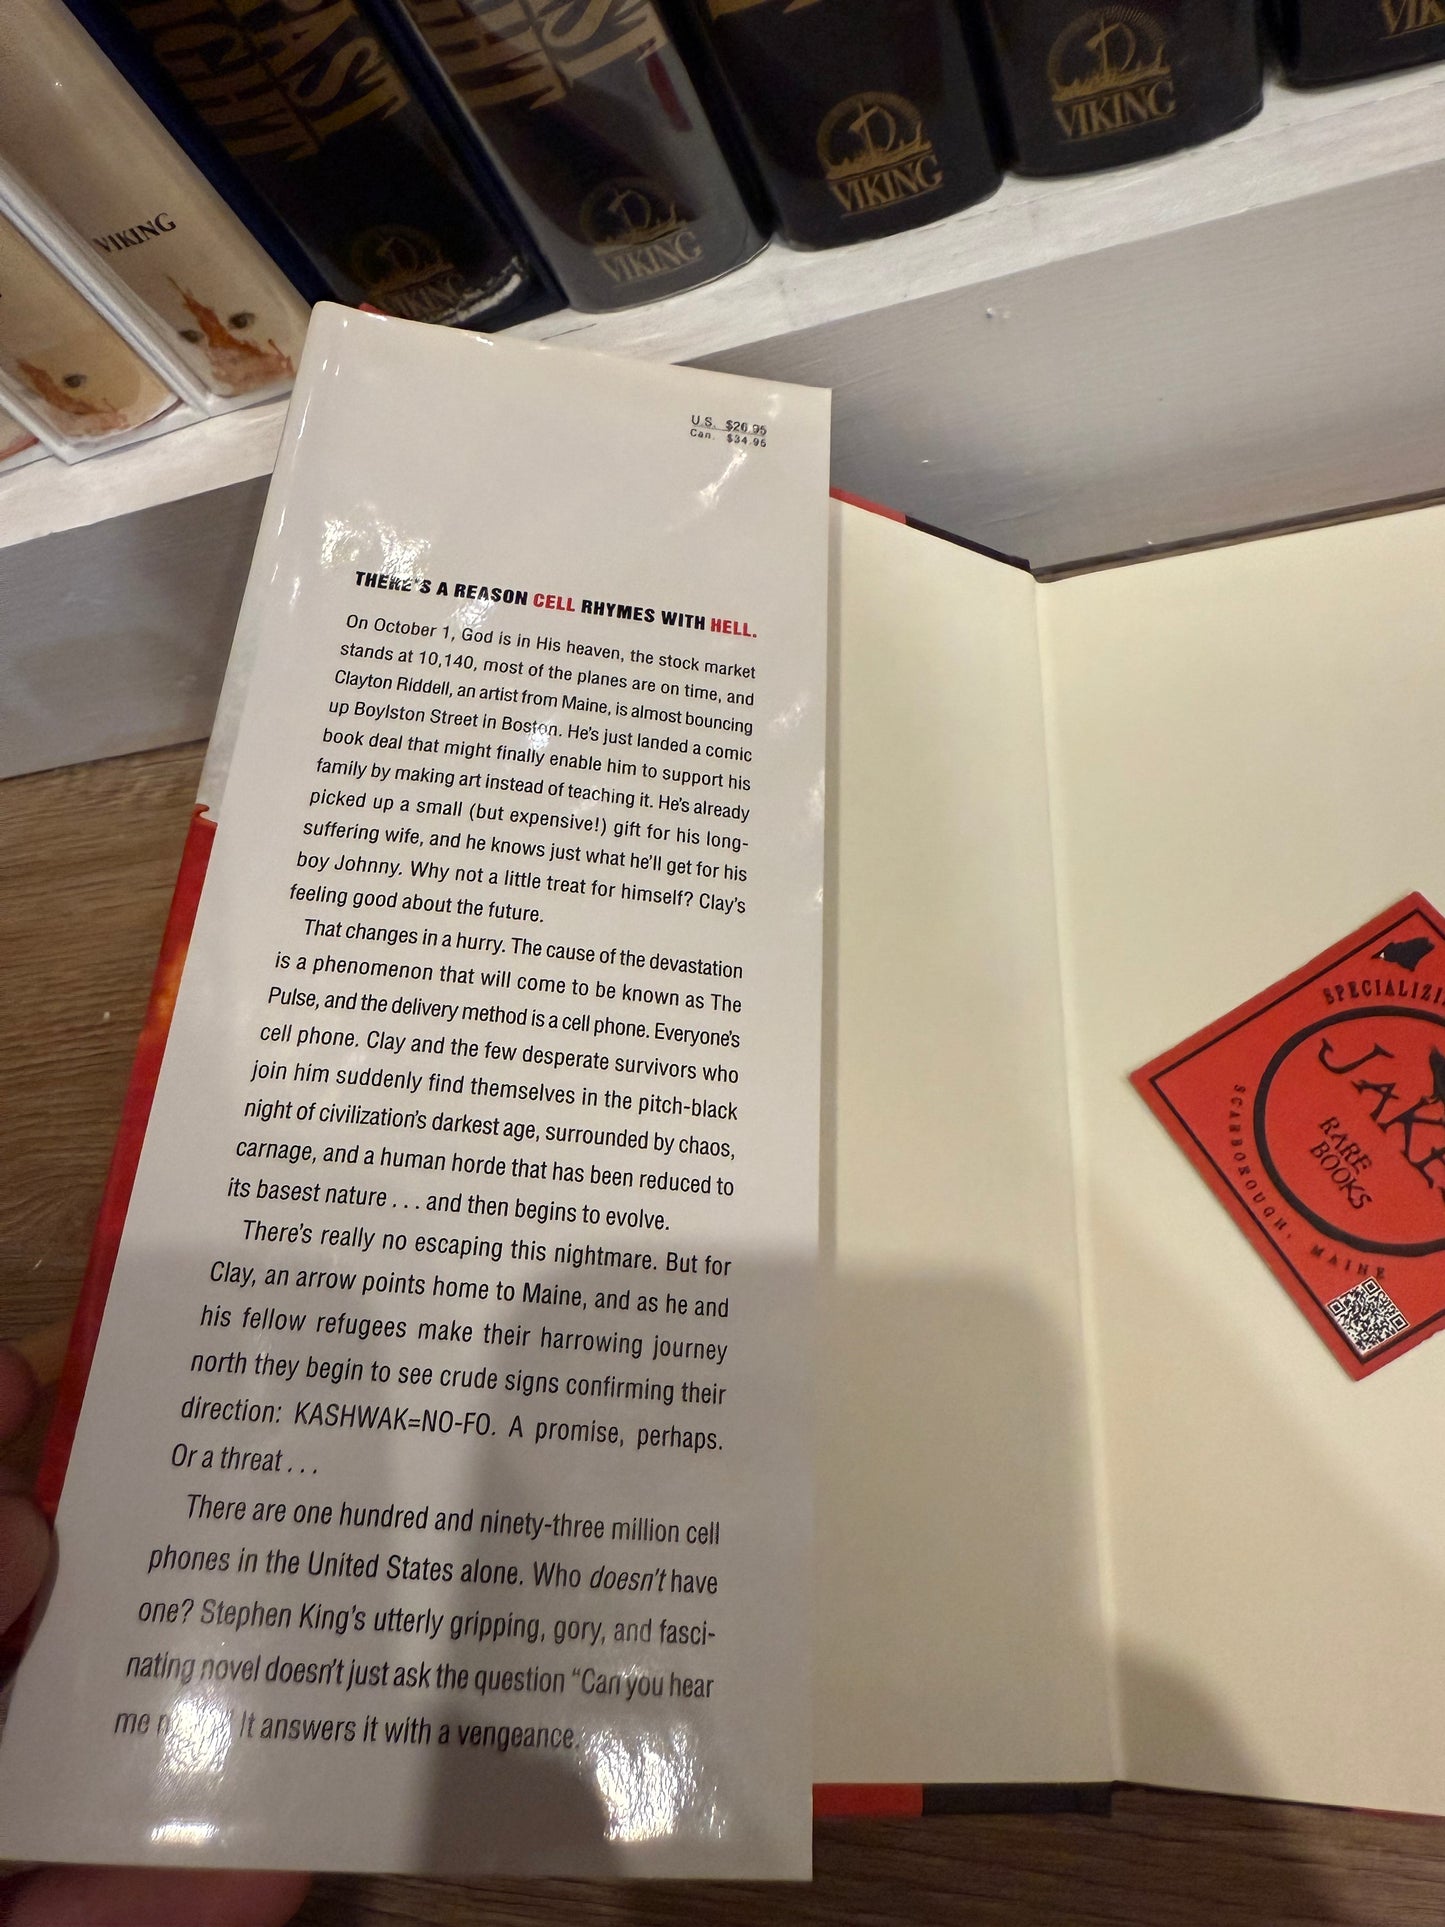 VIKING
VIKING
VIKING
VIKING
VIKING
U.S. $26.95
Can. $34.95
THERE'S A REASON CELL RHYMES WITH HELL.
On October 1, God is in His heaven, the stock market
stands at 10,140, most of the planes are on time, and
Clayton Riddell, an artist from Maine, is almost bouncing
up Boylston Street in Boston. He's just landed a comic
book deal that might finally enable him to support his
family by making art instead of teaching it. He's already
picked up a small (but expensive!) gift for his long-
suffering wife, and he knows just what he'll get for his
boy Johnny. Why not a little treat for himself? Clay's
feeling good about the future.
That changes in a hurry. The cause of the devastation
is a phenomenon that will come to be known as The
Pulse, and the delivery method is a cell phone. Everyone's
cell phone. Clay and the few desperate survivors who
join him suddenly find themselves in the pitch-black
night of civilization's darkest age, surrounded by chaos,
carnage, and a human horde that has been reduced to
its basest nature . . . and then begins to evolve.
There's really no escaping this nightmare. But for
Clay, an arrow points home to Maine, and as he and
his fellow refugees make their harrowing journey
north they begin to see crude signs confirming their
direction: KASHWAK=NO-FO. A promise, perhaps.
Or a threat . . .
There are one hundred and ninety-three million cell
phones in the United States alone. Who doesn't have
one? Stephen King's utterly gripping, gory, and fasci-
nating novel doesn't just ask the question "Can you hear
me It answers it with a vengeance.
JAKE
RARE
BOOKS
SCARBOROUGH, MAINE